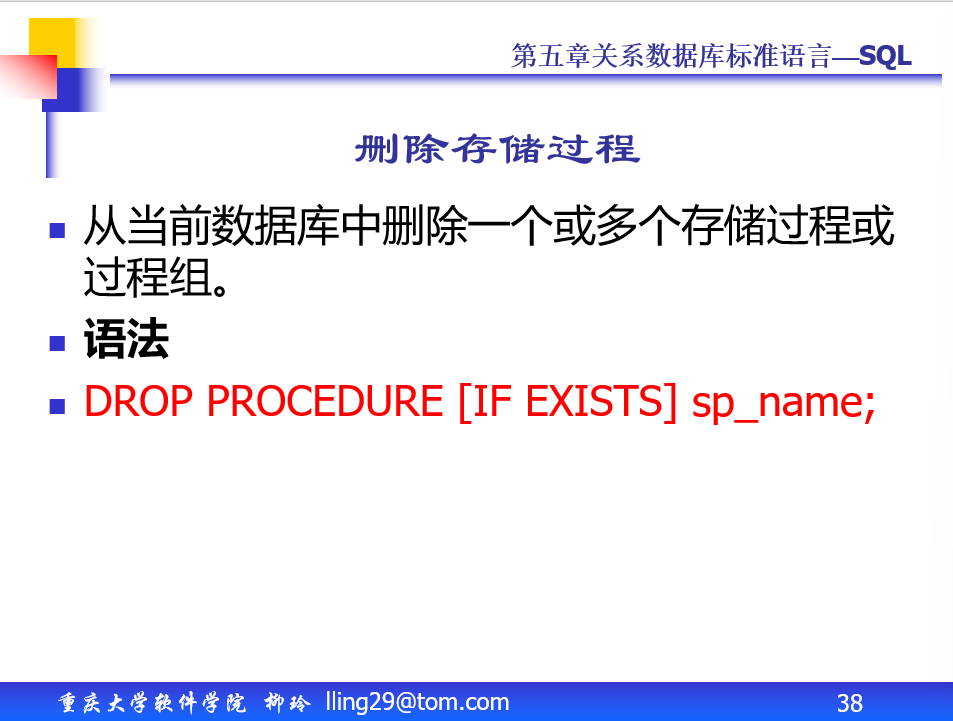 第五章关系数据库标准语言—SQL
删除存储过程
从当前数据库中删除一个或多个存储过程或
过程组。
语法
DROP PROCEDURE [IF EXISTS] sp_name;
重庆大学软件学院 柳玲 lling29@tom.com 38